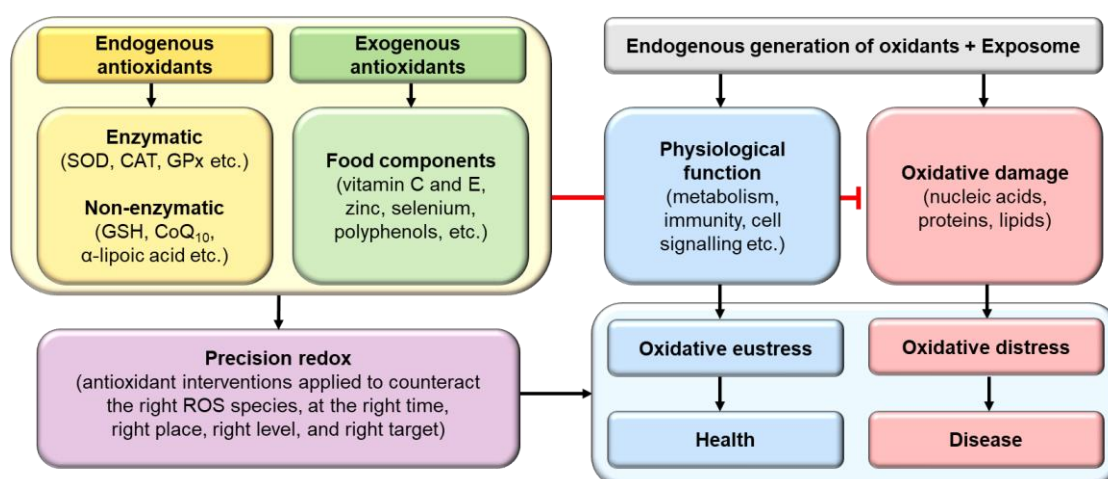 Endogenous
antioxidants
Exogenous
antioxidants
Endogenous generation of oxidants + Exposome
Enzymatic
(SOD, CAT, GPx etc.)
Non-enzymatic
(GSH, CoQ₁₀,
α-lipoic acid etc.)
Food components
(vitamin C and E,
zinc, selenium,
polyphenols, etc.)
Physiological
function
(metabolism,
immunity, cell
signalling etc.)
Oxidative damage
(nucleic acids,
proteins, lipids)
Precision redox
(antioxidant interventions applied to counteract
the right ROS species, at the right time,
right place, right level, and right target)
Oxidative eustress
Oxidative distress
Health
Disease